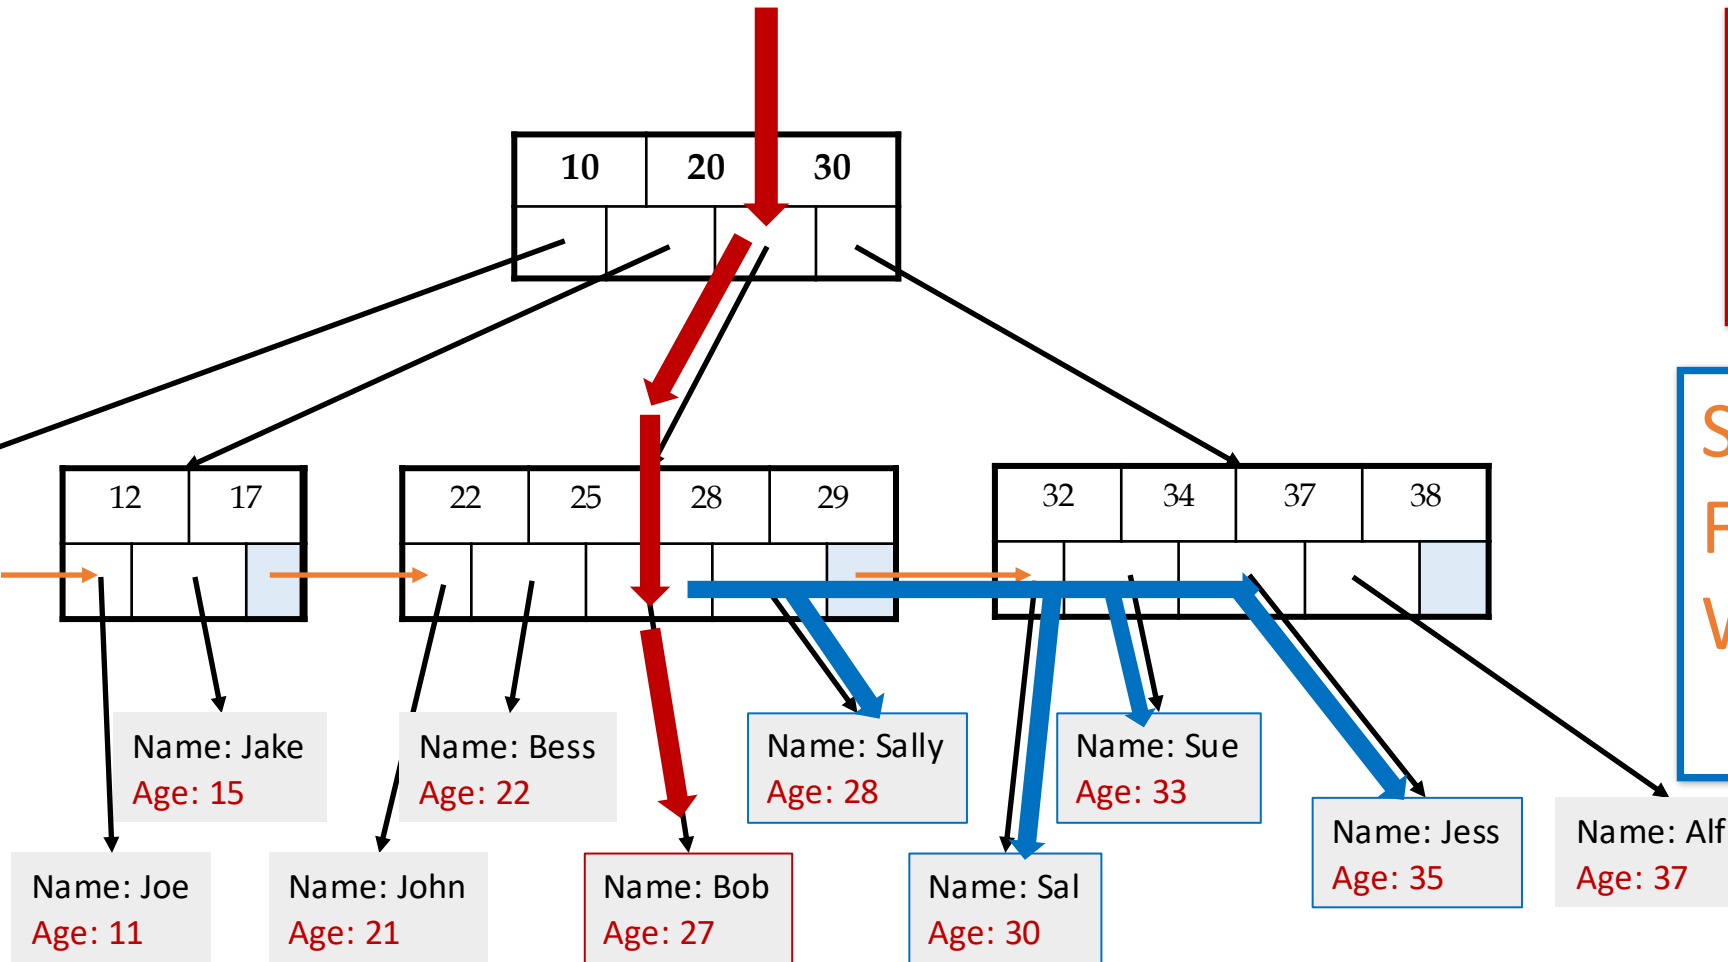 10 20 30
S
F
W
12 17
22 25 28 29
32 34 37 38
Name: Jake
Age: 15
Name: Bess
Age: 22
Name: Sally
Age: 28
Name: Sue
Age: 33
Name: Jess
Age: 35
Name: Alf
Age: 37
Name: Joe
Age: 11
Name: John
Age: 21
Name: Bob
Age: 27
Name: Sal
Age: 30